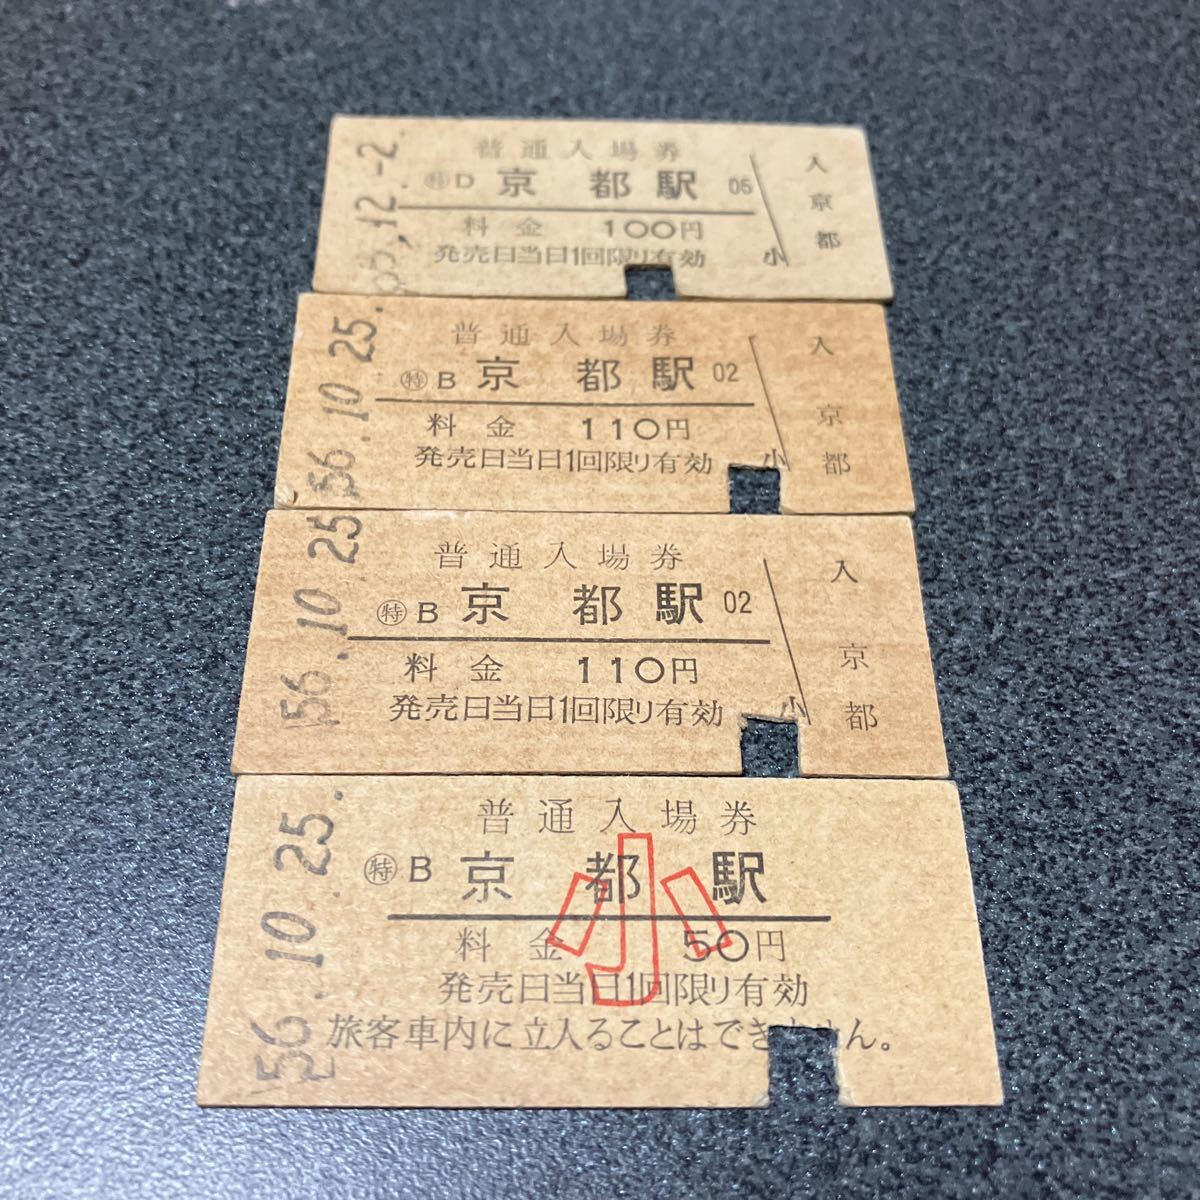 普通入場券
㊕D 京都駅 05
料金 100円
発売日当日1回限り有効 小
入京都
.12.-2.
普通入場券
㊕B 京都駅 02
料金 110円
発売日当日1回限り有効 小
入京都
56.10.25.
普通入場券
㊕B 京都駅 02
料金 110円
発売日当日1回限り有効 小
入京都
56.10.25
普通入場券
㊕B 京都駅
小
料金 50円
発売日当日1回限り有効
旅客車内に立入ることはできません。
56.10.25.